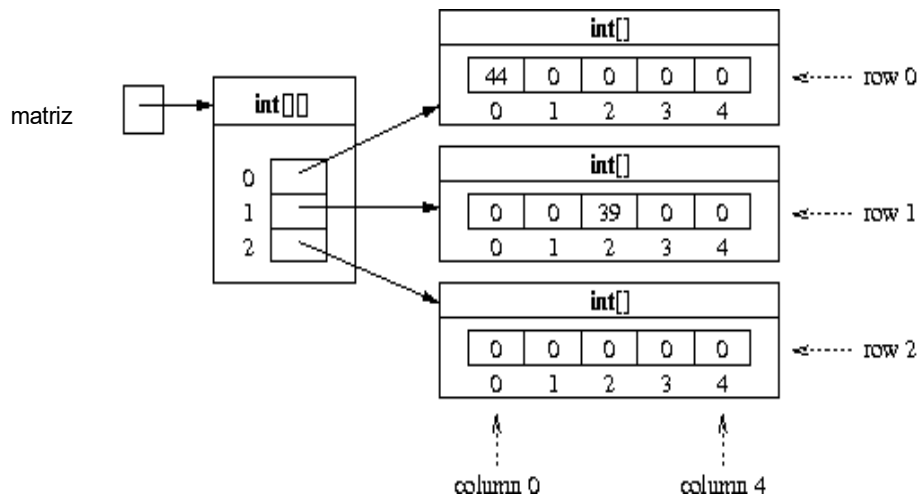 int[]
44 0 0 0 0
0 1 2 3 4
row 0
matriz
int[][]
0
1
2
int[]
0 0 39 0 0
0 1 2 3 4
row 1
int[]
0 0 0 0 0
0 1 2 3 4
row 2
column 0
column 4